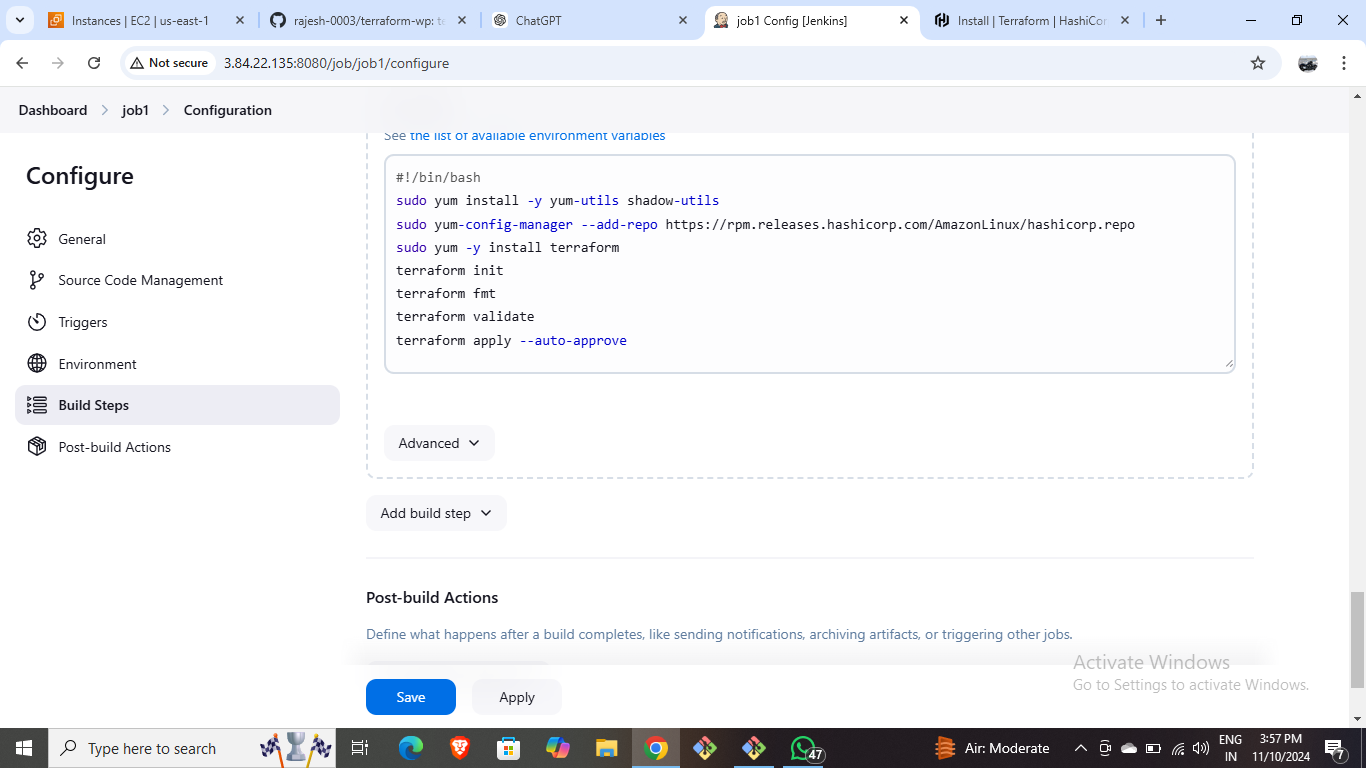 Instances | EC2 | us-east-1
rajesh-0003/terraform-wp: te
ChatGPT
job1 Config [Jenkins]
Install | Terraform | HashiCor
Not secure
3.84.22.135:8080/job/job1/configure
Dashboard
job1
Configuration
See the list of available environment variables
Configure
General
Source Code Management
Triggers
Environment
Build Steps
Post-build Actions
#!/bin/bash
sudo yum install -y yum-utils shadow-utils
sudo yum-config-manager --add-repo https://rpm.releases.hashicorp.com/AmazonLinux/hashicorp.repo
sudo yum -y install terraform
terraform init
terraform fmt
terraform validate
terraform apply --auto-approve
Advanced
Add build step
Post-build Actions
Define what happens after a build completes, like sending notifications, archiving artifacts, or triggering other jobs.
Save
Apply
Activate Windows
Go to Settings to activate Windows.
Type here to search
47
Air: Moderate
ENG
IN
3:57 PM
11/10/2024
7